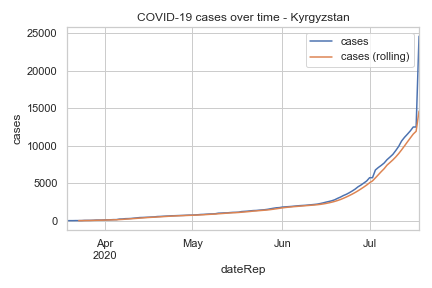 COVID-19 cases over time - Kyrgyzstan
cases
cases (rolling)
25000
20000
15000
10000
5000
0
cases
Apr
2020
May
Jun
Jul
dateRep